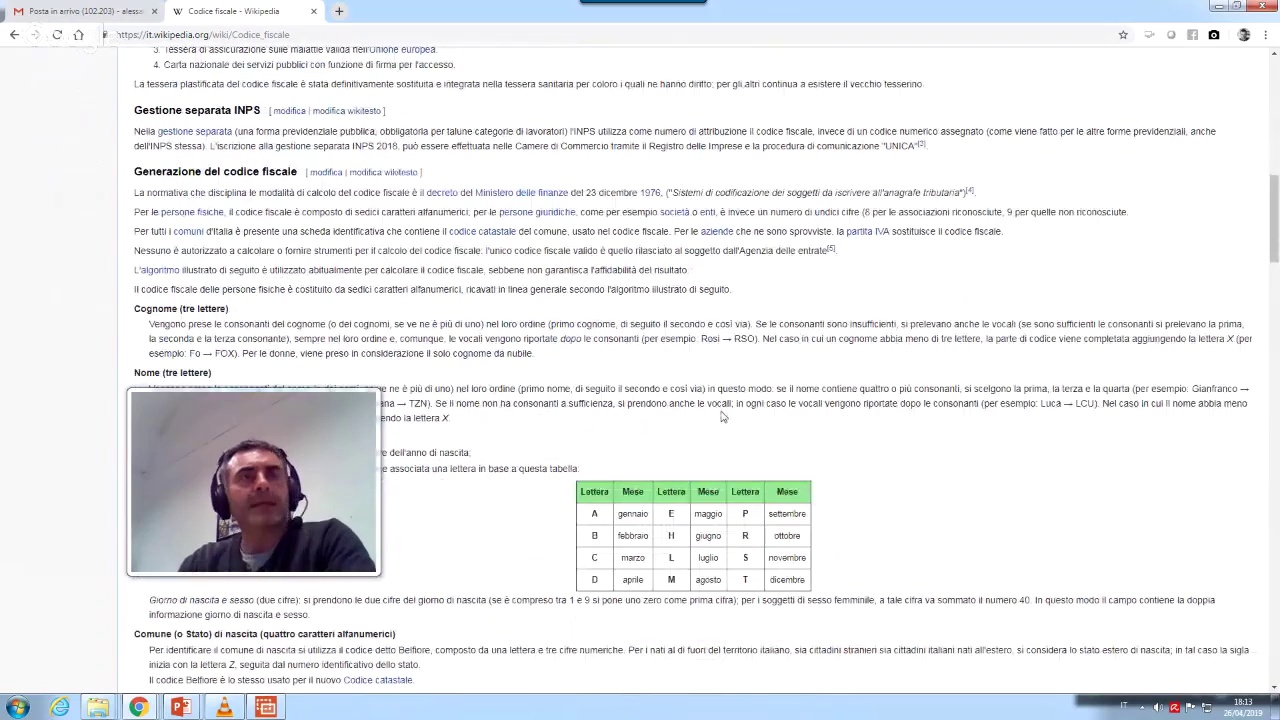 Posta in arrivo (102.203) - aless
Codice fiscale - Wikipedia
https://it.wikipedia.org/wiki/Codice_fiscale
3. Tessera di assicurazione sulle malattie valida nell'Unione europea.
4. Carta nazionale dei servizi pubblici con funzione di firma per l'accesso.
La tessera plastificata del codice fiscale è stata definitivamente sostituita e integrata nella tessera sanitaria per coloro i quali ne hanno diritto; per gli altri continua a esistere il vecchio tesserino.
Gestione separata INPS [ modifica | modifica wikitesto ]
Nella gestione separata (una forma previdenziale pubblica, obbligatoria per talune categorie di lavoratori) l'INPS utilizza come numero di attribuzione il codice fiscale, invece di un codice numerico assegnato (come viene fatto per le altre forme previdenziali, anche
dell'INPS stessa). L'iscrizione alla gestione separata INPS 2018, può essere effettuata nelle Camere di Commercio tramite il Registro delle Imprese e la procedura di comunicazione "UNICA"[3]
Generazione del codice fiscale [ modifica | modifica wikitesto ]
La normativa che disciplina le modalità di calcolo del codice fiscale è il decreto del Ministero delle finanze del 23 dicembre 1976, ("Sistemi di codificazione dei soggetti da iscrivere all'anagrafe tributaria")[4].
Per le persone fisiche, il codice fiscale è composto di sedici caratteri alfanumerici; per le persone giuridiche, come per esempio società o enti, è invece un numero di undici cifre (8 per le associazioni riconosciute, 9 per quelle non riconosciute.
Per tutti i comuni d'Italia è presente una scheda identificativa che contiene il codice catastale del comune, usato nel codice fiscale. Per le aziende che ne sono sprovviste, la partita IVA sostituisce il codice fiscale.
Nessuno è autorizzato a calcolare o fornire strumenti per il calcolo del codice fiscale: l'unico codice fiscale valido è quello rilasciato al soggetto dall'Agenzia delle entrate[5].
L'algoritmo illustrato di seguito è utilizzato abitualmente per calcolare il codice fiscale, sebbene non garantisca l'affidabilità del risultato
Il codice fiscale delle persone fisiche è costituito da sedici caratteri alfanumerici, ricavati in linea generale secondo l'algoritmo illustrato di seguito.
Cognome (tre lettere)
Vengono prese le consonanti del cognome (o dei cognomi, se ve ne è più di uno) nel loro ordine (primo cognome, di seguito il secondo e così via). Se le consonanti sono insufficienti, si prelevano anche le vocali (se sono sufficienti le consonanti si prelevano la prima,
la seconda e la terza consonante), sempre nel loro ordine e, comunque, le vocali vengono riportate dopo le consonanti (per esempio: Rosi → RSO). Nel caso in cui un cognome abbia meno di tre lettere, la parte di codice viene completata aggiungendo la lettera X (per
esempio: Fo → FOX). Per le donne, viene preso in considerazione il solo cognome da nubile.
Nome (tre lettere)
ve ne è più di uno) nel loro ordine (primo nome, di seguito il secondo e così via) in questo modo: se il nome contiene quattro o più consonanti, si scelgono la prima, la terza e la quarta (per esempio: Gianfranco →
ana → TZN). Se il nome non ha consonanti a sufficienza, si prendono anche le vocali; in ogni caso le vocali vengono riportate dopo le consonanti (per esempio: Luca → LCU). Nel caso in cui il nome abbia meno
endo la lettera X.
re dell'anno di nascita;
e associata una lettera in base a questa tabella:
Lettera Mese Lettera Mese Lettera Mese
A gennaio E maggio P settembre
B febbraio H giugno R ottobre
C marzo L luglio S novembre
D aprile M agosto T dicembre
Giorno di nascita e sesso (due cifre): si prendono le due cifre del giorno di nascita (se è compreso tra 1 e 9 si pone uno zero come prima cifra); per i soggetti di sesso femminile, a tale cifra va sommato il numero 40. In questo modo il campo contiene la doppia
informazione giorno di nascita e sesso.
Comune (o Stato) di nascita (quattro caratteri alfanumerici)
Per identificare il comune di nascita si utilizza il codice detto Belfiore, composto da una lettera e tre cifre numeriche. Per i nati al di fuori del territorio italiano, sia cittadini stranieri sia cittadini italiani nati all'estero, si considera lo stato estero di nascita; in tal caso la sigla
inizia con la lettera Z, seguita dal numero identificativo dello stato.
Il codice Belfiore è lo stesso usato per il nuovo Codice catastale.
IT
18:13
26/04/2019